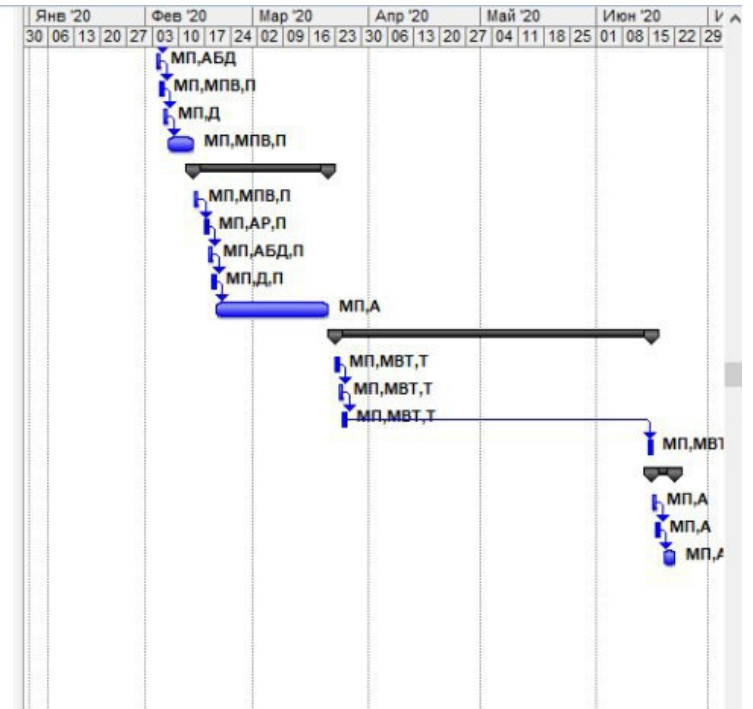 Янв '20 Фев '20 Мар '20 Апр '20 Май '20 Июн '20 И
30 06 13 20 27 03 10 17 24 02 09 16 23 30 06 13 20 27 04 11 18 25 01 08 15 22 29
МП,АБД
МП,МПВ,П
МП,Д
МП,МПВ,П
МП,МПВ,П
МП,АР,П
МП,АБД,П
МП,Д,П
МП,А
МП,МВТ,Т
МП,МВТ,Т
МП,МВТ,Т
МП,МВТ
МП,А
МП,А
МП,А